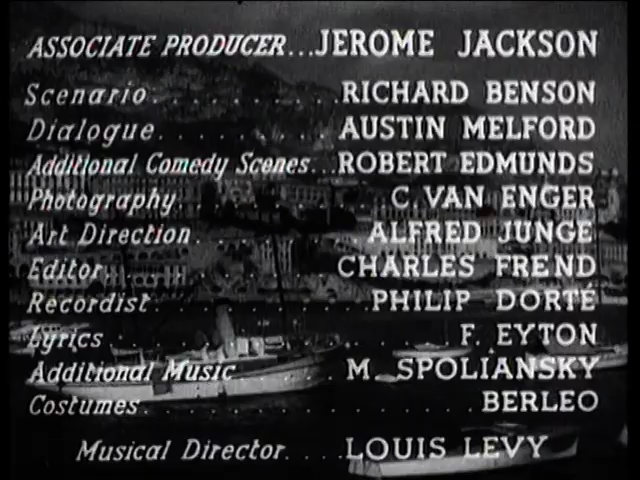 ASSOCIATE PRODUCER...JEROME JACKSON
Scenario...........RICHARD BENSON
Dialogue...........AUSTIN MELFORD
Additional Comedy Scenes...ROBERT EDMUNDS
Photography...........C. VAN ENGER
Art Direction..........ALFRED JUNGE
Editor............CHARLES FREND
Recordist...........PHILIP DORTÉ
Lyrics..............F. EYTON
Additional Music......M. SPOLIANSKY
Costumes................BERLEO
Musical Director....LOUIS LEVY